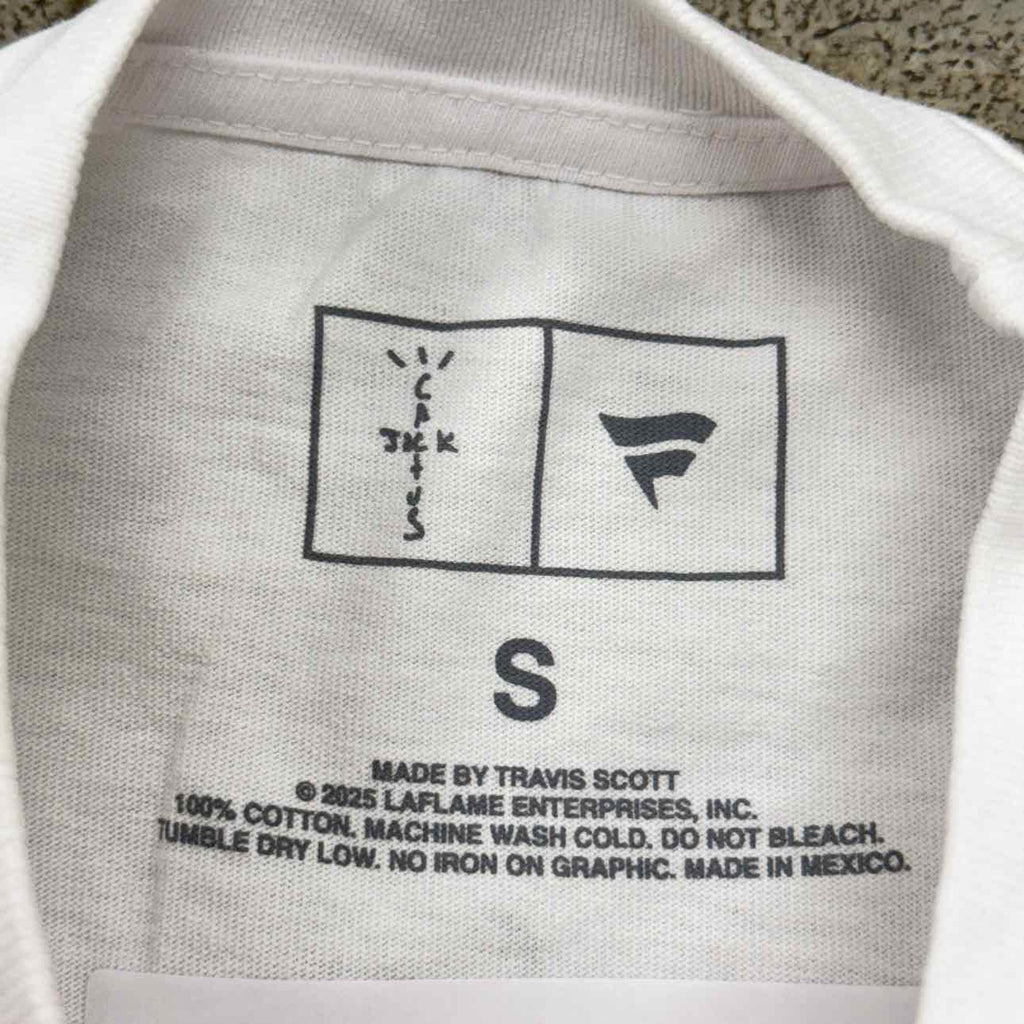 CACTUS
JACK
S
MADE BY TRAVIS SCOTT
© 2025 LAFLAME ENTERPRISES, INC.
100% COTTON. MACHINE WASH COLD. DO NOT BLEACH.
TUMBLE DRY LOW. NO IRON ON GRAPHIC. MADE IN MEXICO.